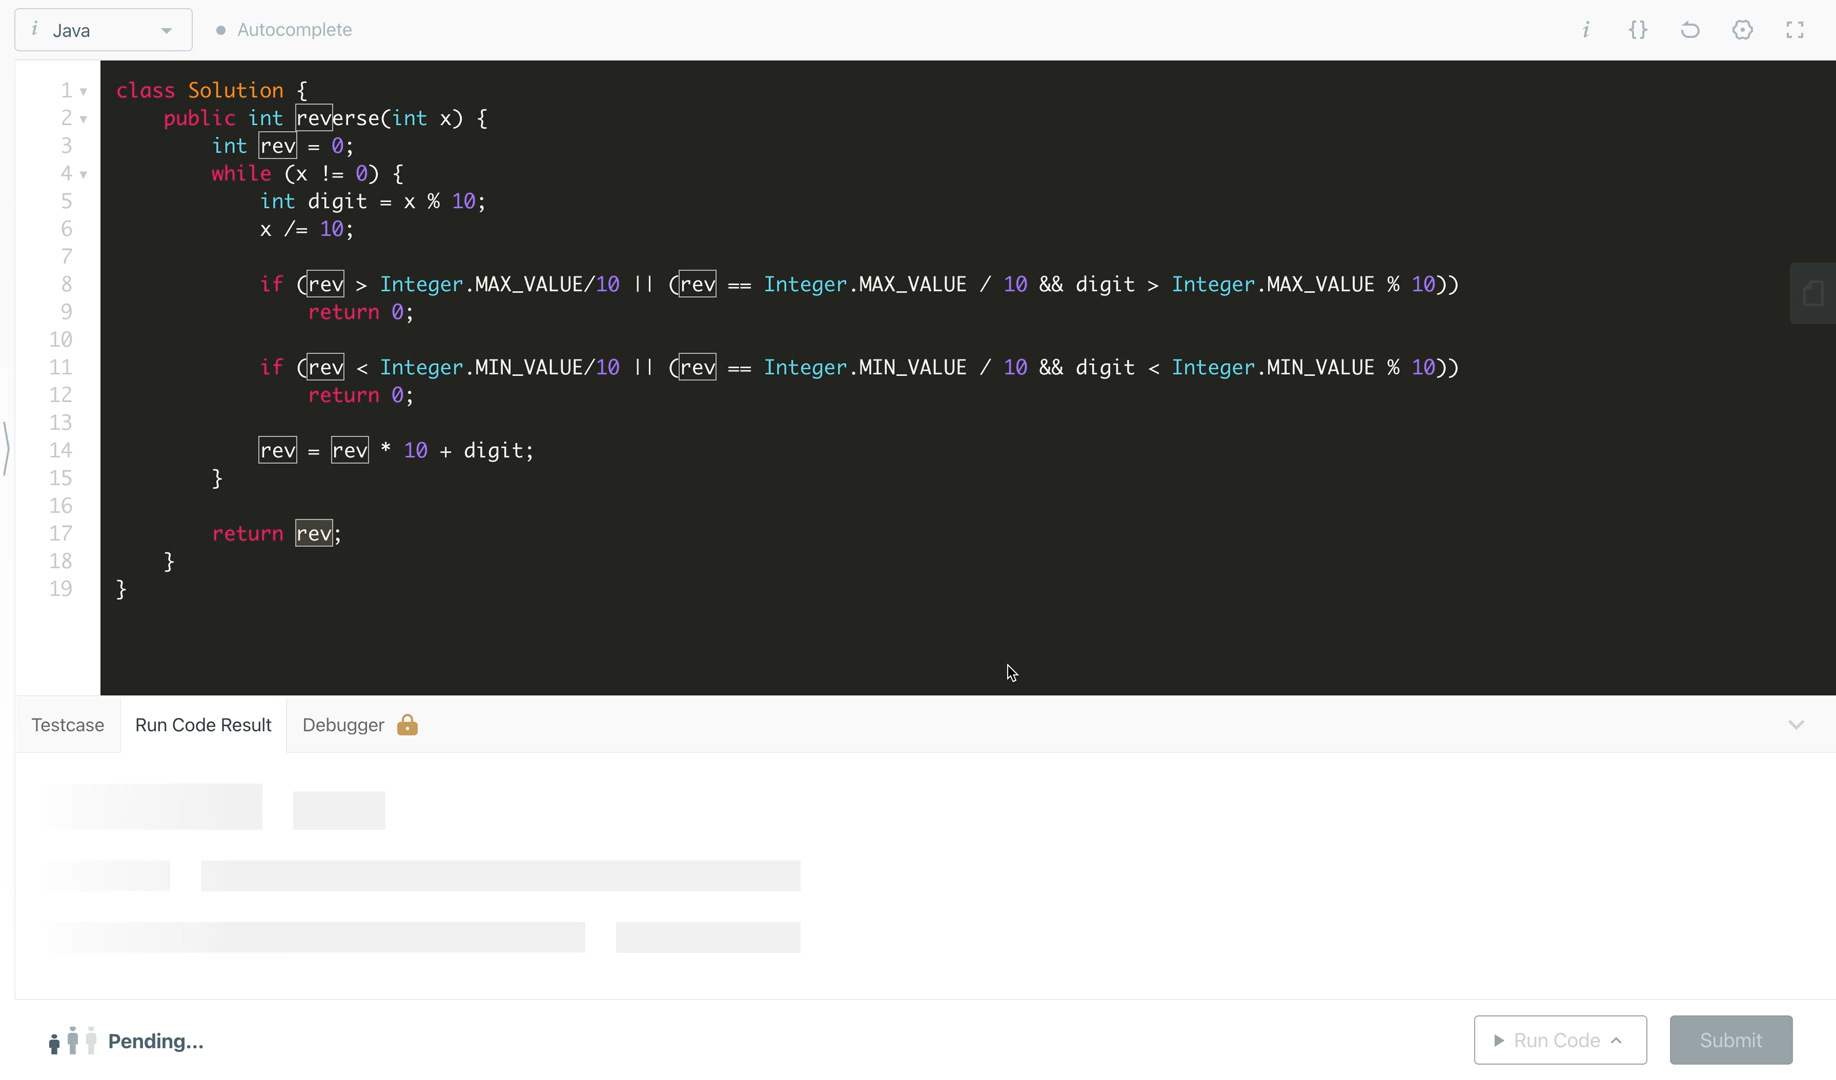 i Java
Autocomplete
i {}
1 class Solution {
2 public int reverse(int x) {
3 int rev = 0;
4 while (x != 0) {
5 int digit = x % 10;
6 x /= 10;
7
8 if (rev > Integer.MAX_VALUE/10 || (rev == Integer.MAX_VALUE / 10 && digit > Integer.MAX_VALUE % 10))
9 return 0;
10
11 if (rev < Integer.MIN_VALUE/10 || (rev == Integer.MIN_VALUE / 10 && digit < Integer.MIN_VALUE % 10))
12 return 0;
13
14 rev = rev * 10 + digit;
15 }
16
17 return rev;
18 }
19 }
Testcase
Run Code Result
Debugger
Pending...
Run Code
Submit